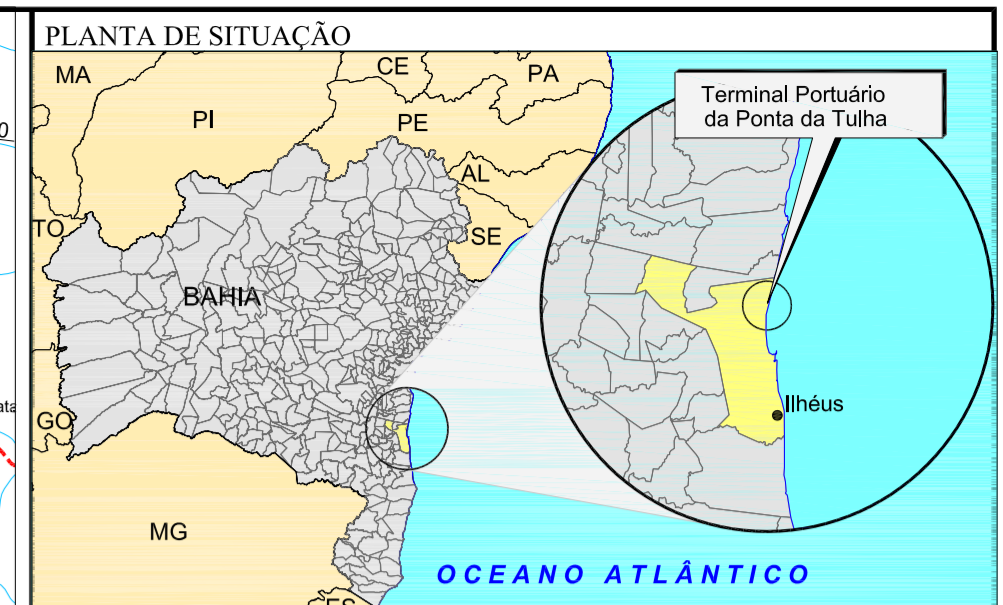 PLANTA DE SITUAÇÃO
MA
CE
PA
PI
PE
AL
TO
SE
BAHIA
GO
MG
ES
Terminal Portuário
da Ponta da Tulha
Ilhéus
OCEANO ATLÂNTICO